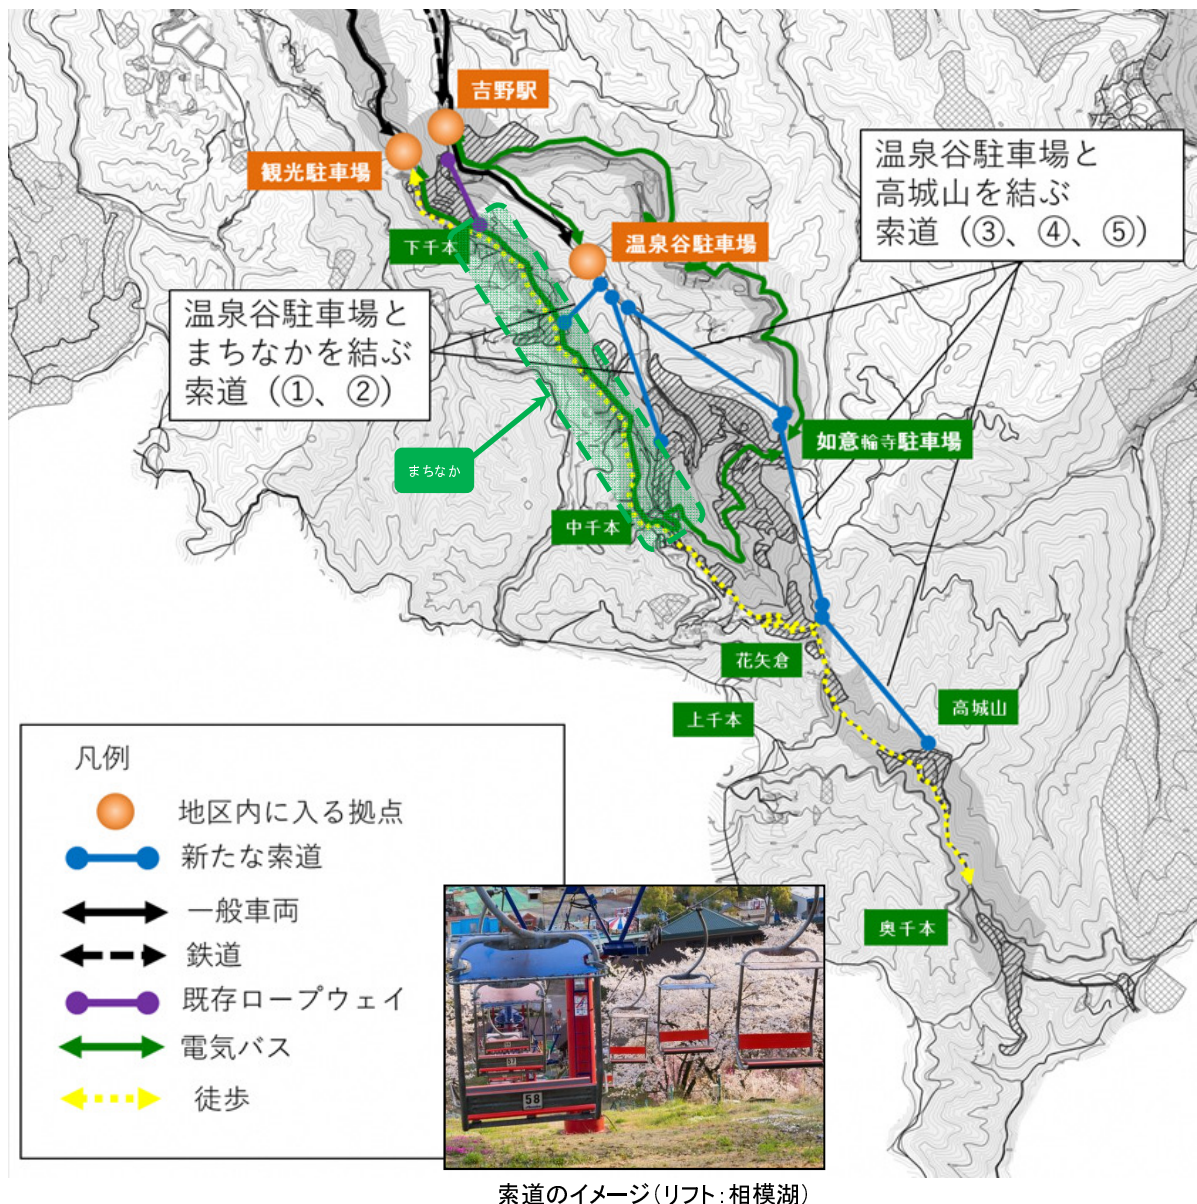 吉野駅
観光駐車場
温泉谷駐車場と
高城山を結ぶ
索道（③、④、⑤）
下千本
温泉谷駐車場
温泉谷駐車場と
まちなかを結ぶ
索道（①、②）
まちなか
如意輪寺駐車場
中千本
花矢倉
上千本
高城山
奥千本
凡例
地区内に入る拠点
新たな索道
一般車両
鉄道
既存ロープウェイ
電気バス
徒歩
57
58
索道のイメージ（リフト：相模湖）